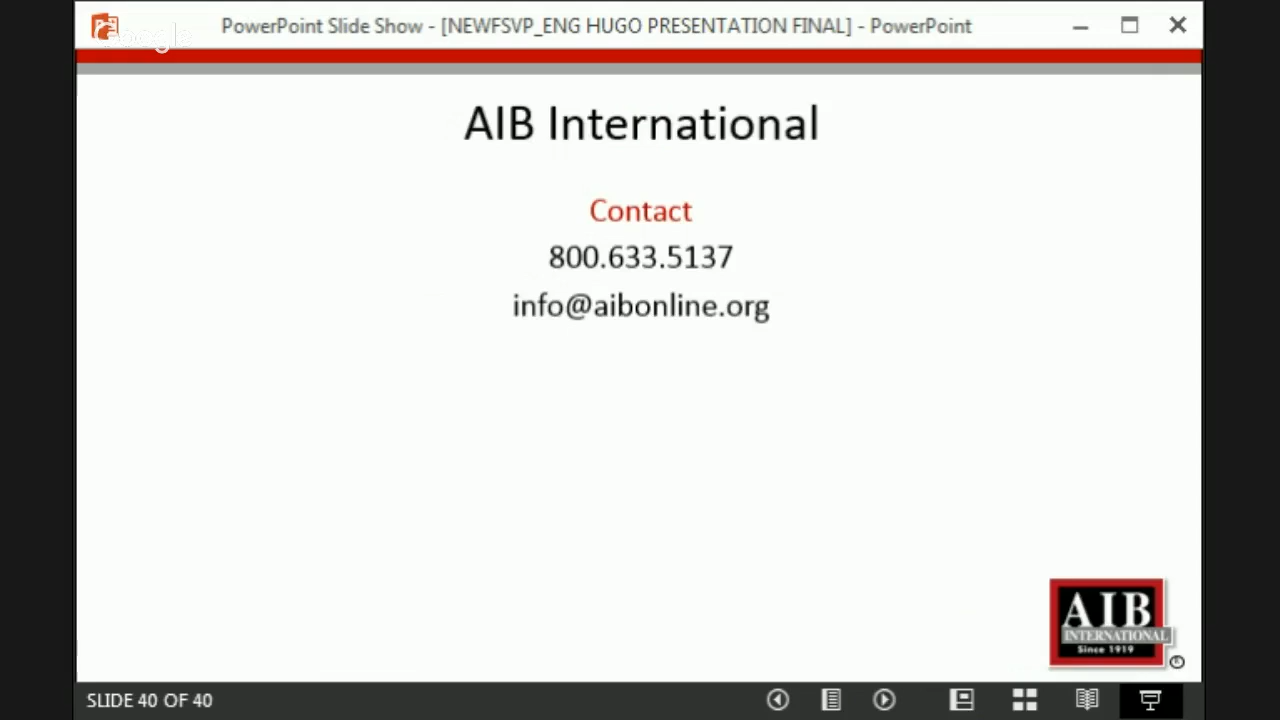 Google
PowerPoint Slide Show - [NEWFSVP_ENG HUGO PRESENTATION FINAL] - PowerPoint
AIB International
Contact
800.633.5137
info@aibonline.org
AIB
INTERNATIONAL
Since 1919
SLIDE 40 OF 40